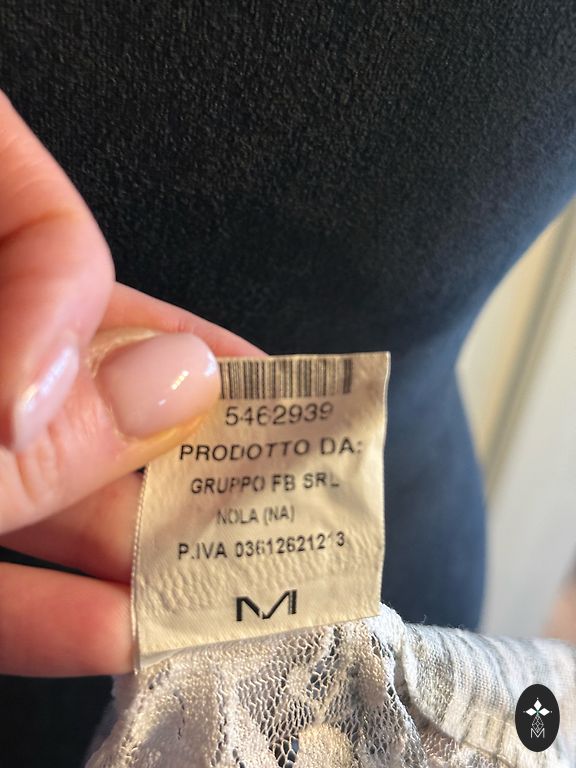 5462939
PRODOTTO DA:
GRUPPO FB SRL
NOLA (NA)
P.IVA 03612621213
M